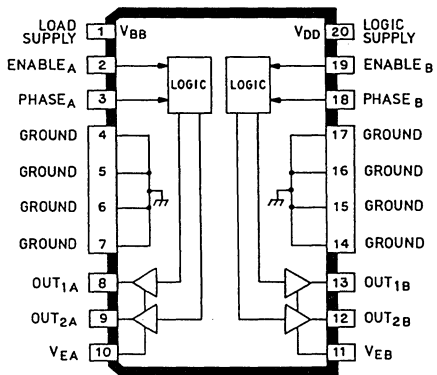 LOAD SUPPLY 1 VBB VDD 20 LOGIC SUPPLY
ENABLEA 2 19 ENABLEB
LOGIC LOGIC
PHASEA 3 18 PHASEB
GROUND 4 17 GROUND
GROUND 5 16 GROUND
GROUND 6 15 GROUND
GROUND 7 14 GROUND
OUT1A 8 13 OUT1B
OUT2A 9 12 OUT2B
VEA 10 11 VEB